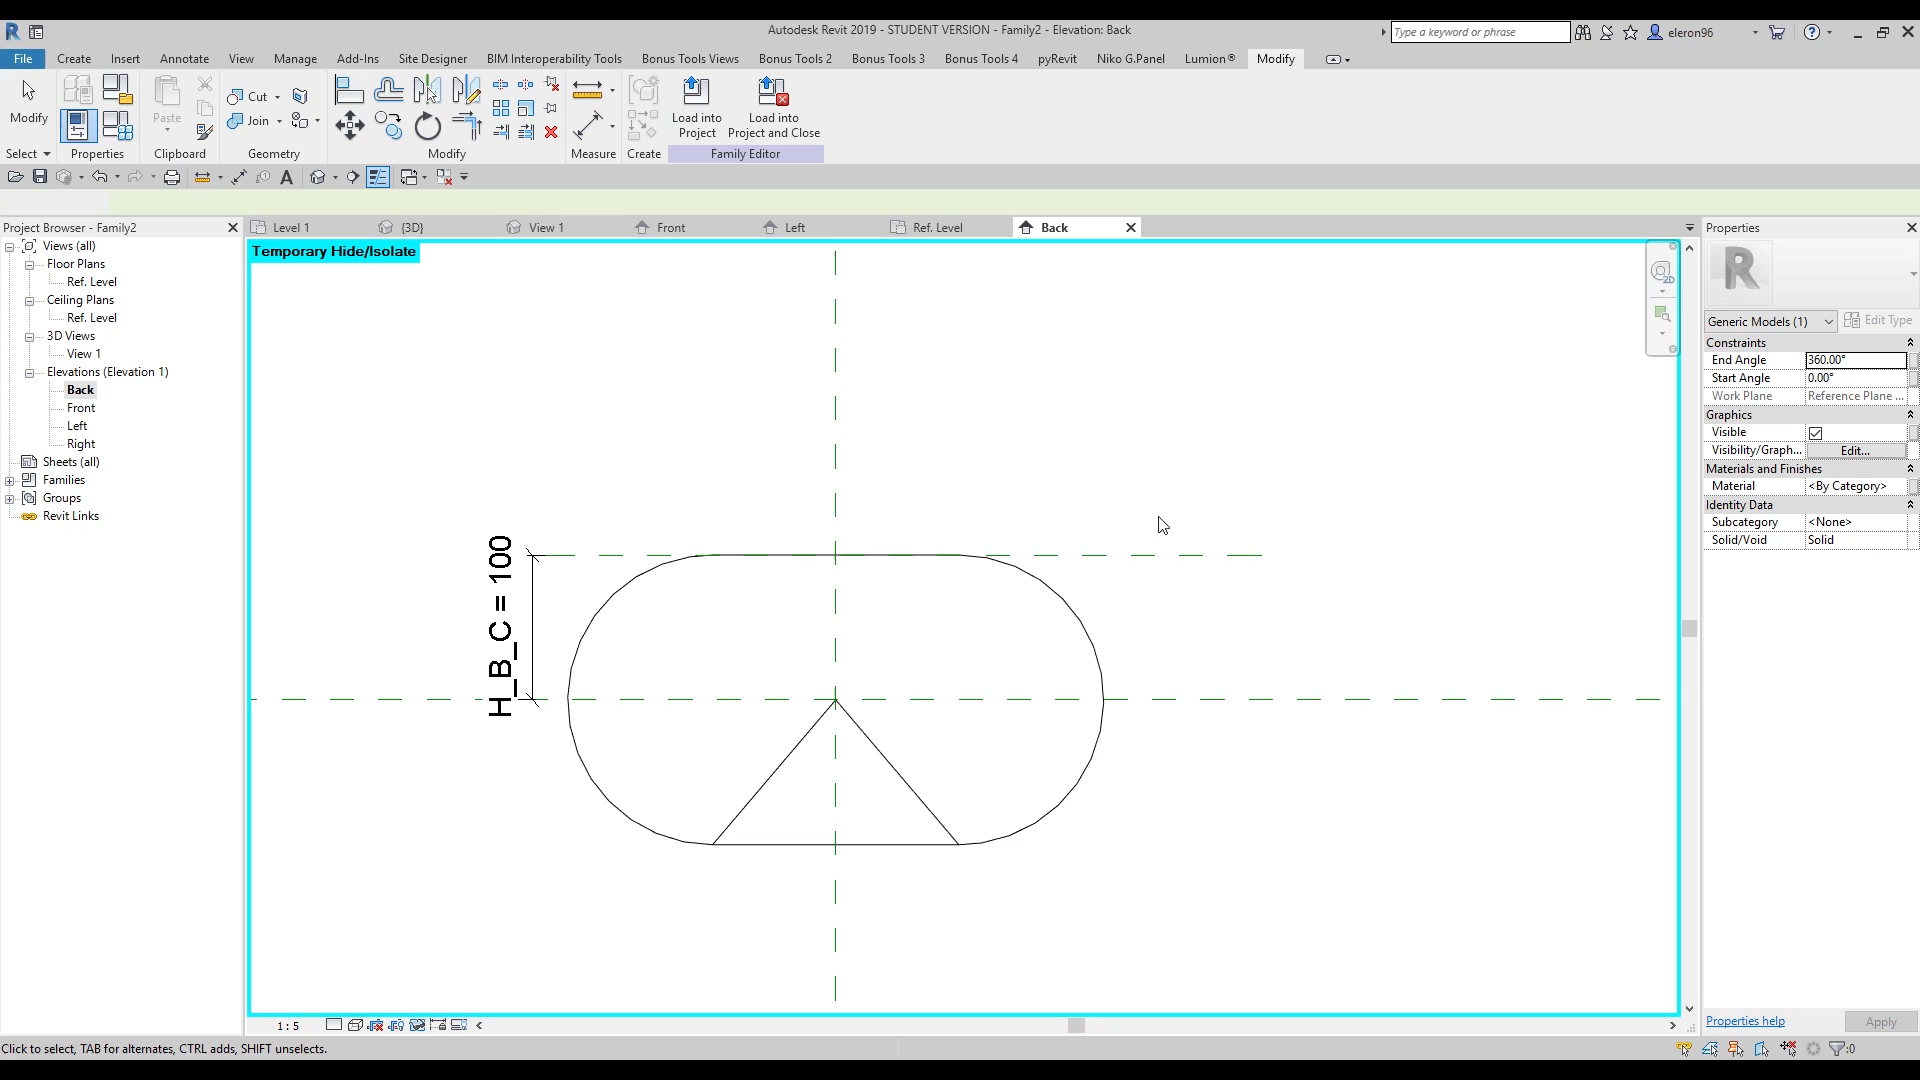 Autodesk Revit 2019 - STUDENT VERSION - Family2 - Elevation: Back
Type a keyword or phrase
eleron96
File Create Insert Annotate View Manage Add-Ins Site Designer BIM Interoperability Tools Bonus Tools Views Bonus Tools 2 Bonus Tools 3 Bonus Tools 4 pyRevit Niko G.Panel Lumion® Modify
Modify
Paste
Cut
Join
Load into Project
Load into Project and Close
Select Properties Clipboard Geometry Modify Measure Create Family Editor
Project Browser - Family2
Level 1 {3D} View 1 Front Left Ref. Level Back
Properties
Views (all)
Floor Plans
Ref. Level
Ceiling Plans
Ref. Level
3D Views
View 1
Elevations (Elevation 1)
Back
Front
Left
Right
Sheets (all)
Families
Groups
Revit Links
Temporary Hide/Isolate
H_B_C = 100
2D
R
Generic Models (1) Edit Type
Constraints
End Angle 360.00°
Start Angle 0.00°
Work Plane Reference Plane ...
Graphics
Visible
Visibility/Graph... Edit...
Materials and Finishes
Material <By Category>
Identity Data
Subcategory <None>
Solid/Void Solid
Properties help Apply
1 : 5
Click to select, TAB for alternates, CTRL adds, SHIFT unselects.
:0